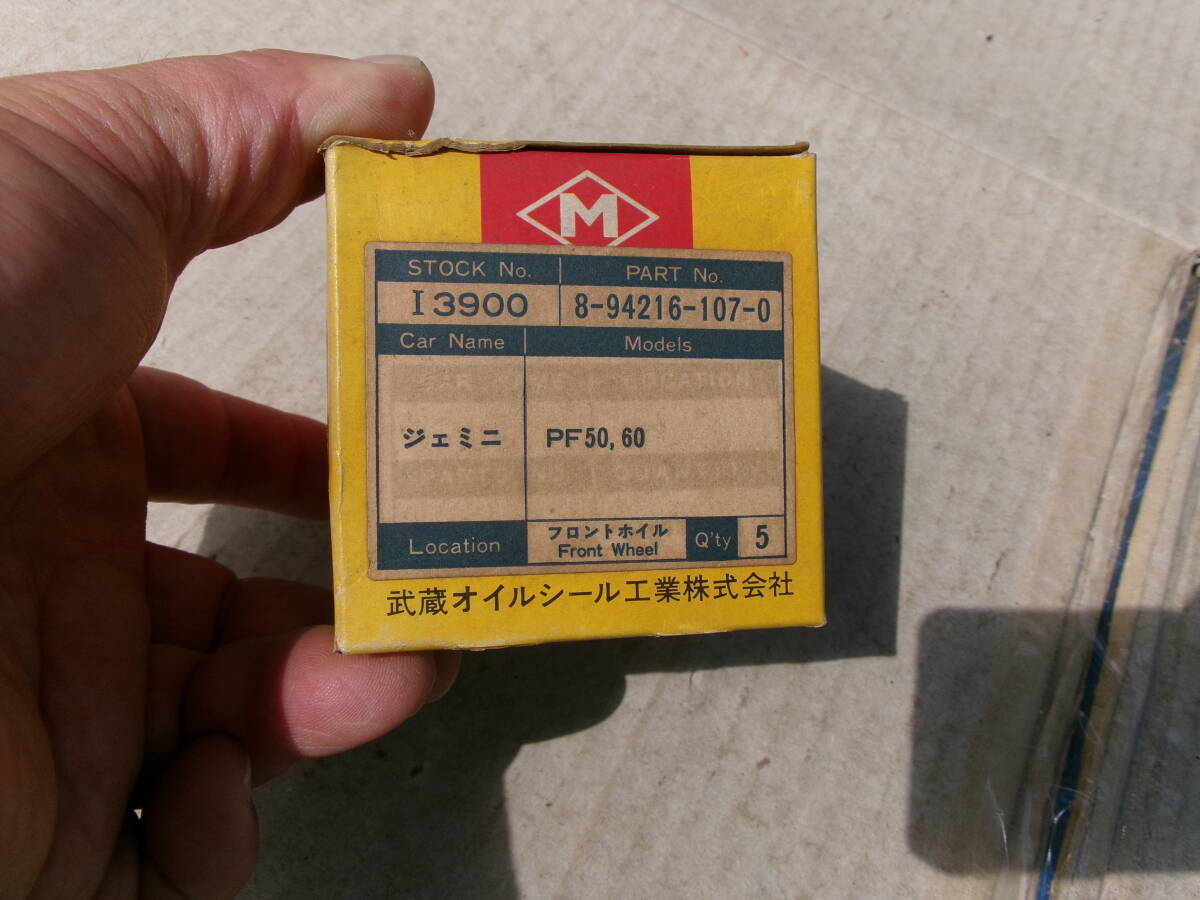 M
STOCK No. PART No.
I3900 8-94216-107-0
Car Name Models
ジェミニ PF50, 60
Location フロントホイル Front Wheel Q'ty 5
武蔵オイルシール工業株式会社